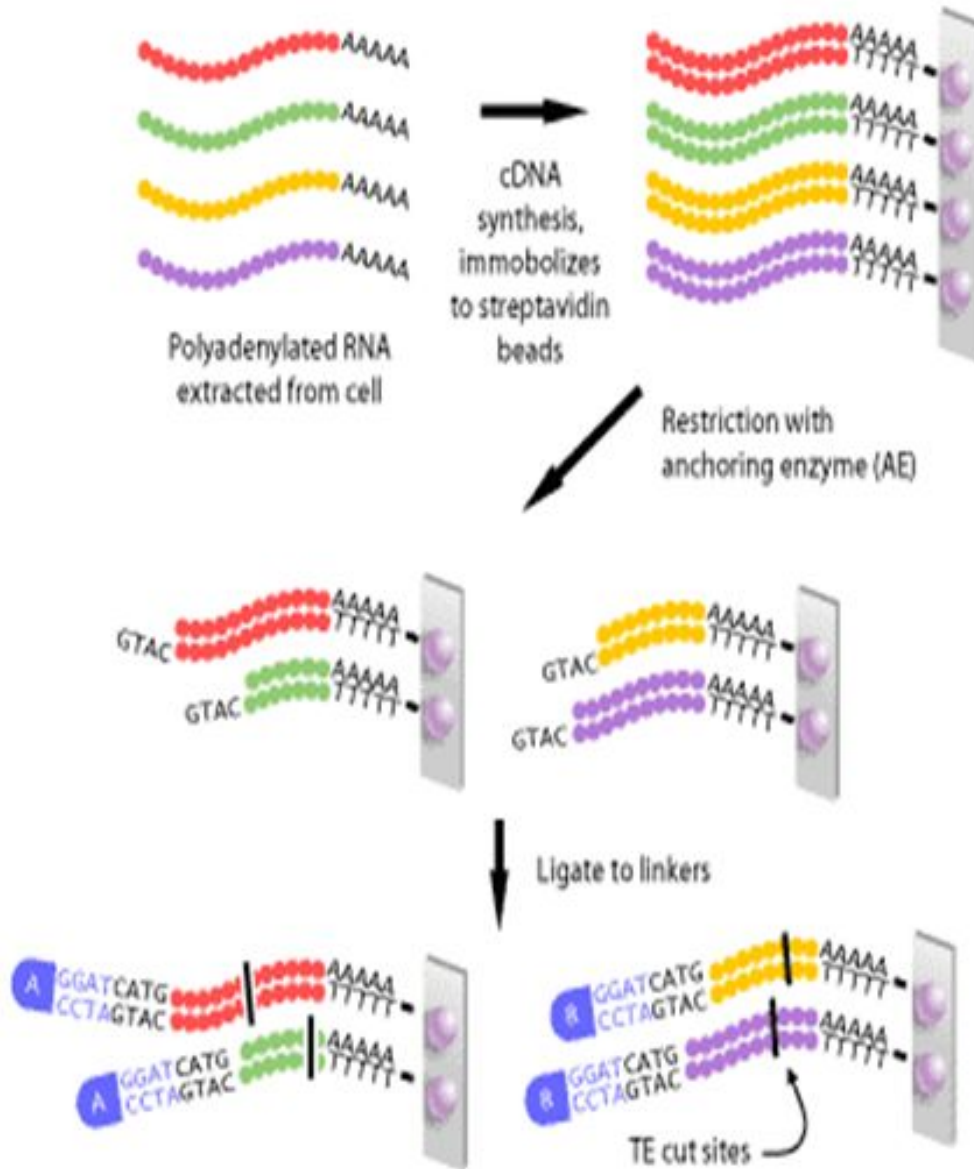 AAAAA
AAAAA
AAAAA
AAAAA
Polyadenylated RNA
extracted from cell
cDNA
synthesis,
immobolizes
to streptavidin
beads
AAAAA
TTTTT
AAAAA
TTTTT
AAAAA
TTTTT
AAAAA
TTTTT
Restriction with
anchoring enzyme (AE)
AAAAA
GTAC TTTTT
AAAAA
GTAC TTTTT
AAAAA
GTAC TTTTT
AAAAA
GTAC TTTTT
Ligate to linkers
A GGATCATG AAAAA
CCTAGTAC TTTTT
A GGATCATG AAAAA
CCTAGTAC TTTTT
B GGATCATG AAAAA
CCTAGTAC TTTTT
B GGATCATG AAAAA
CCTAGTAC TTTTT
TE cut sites